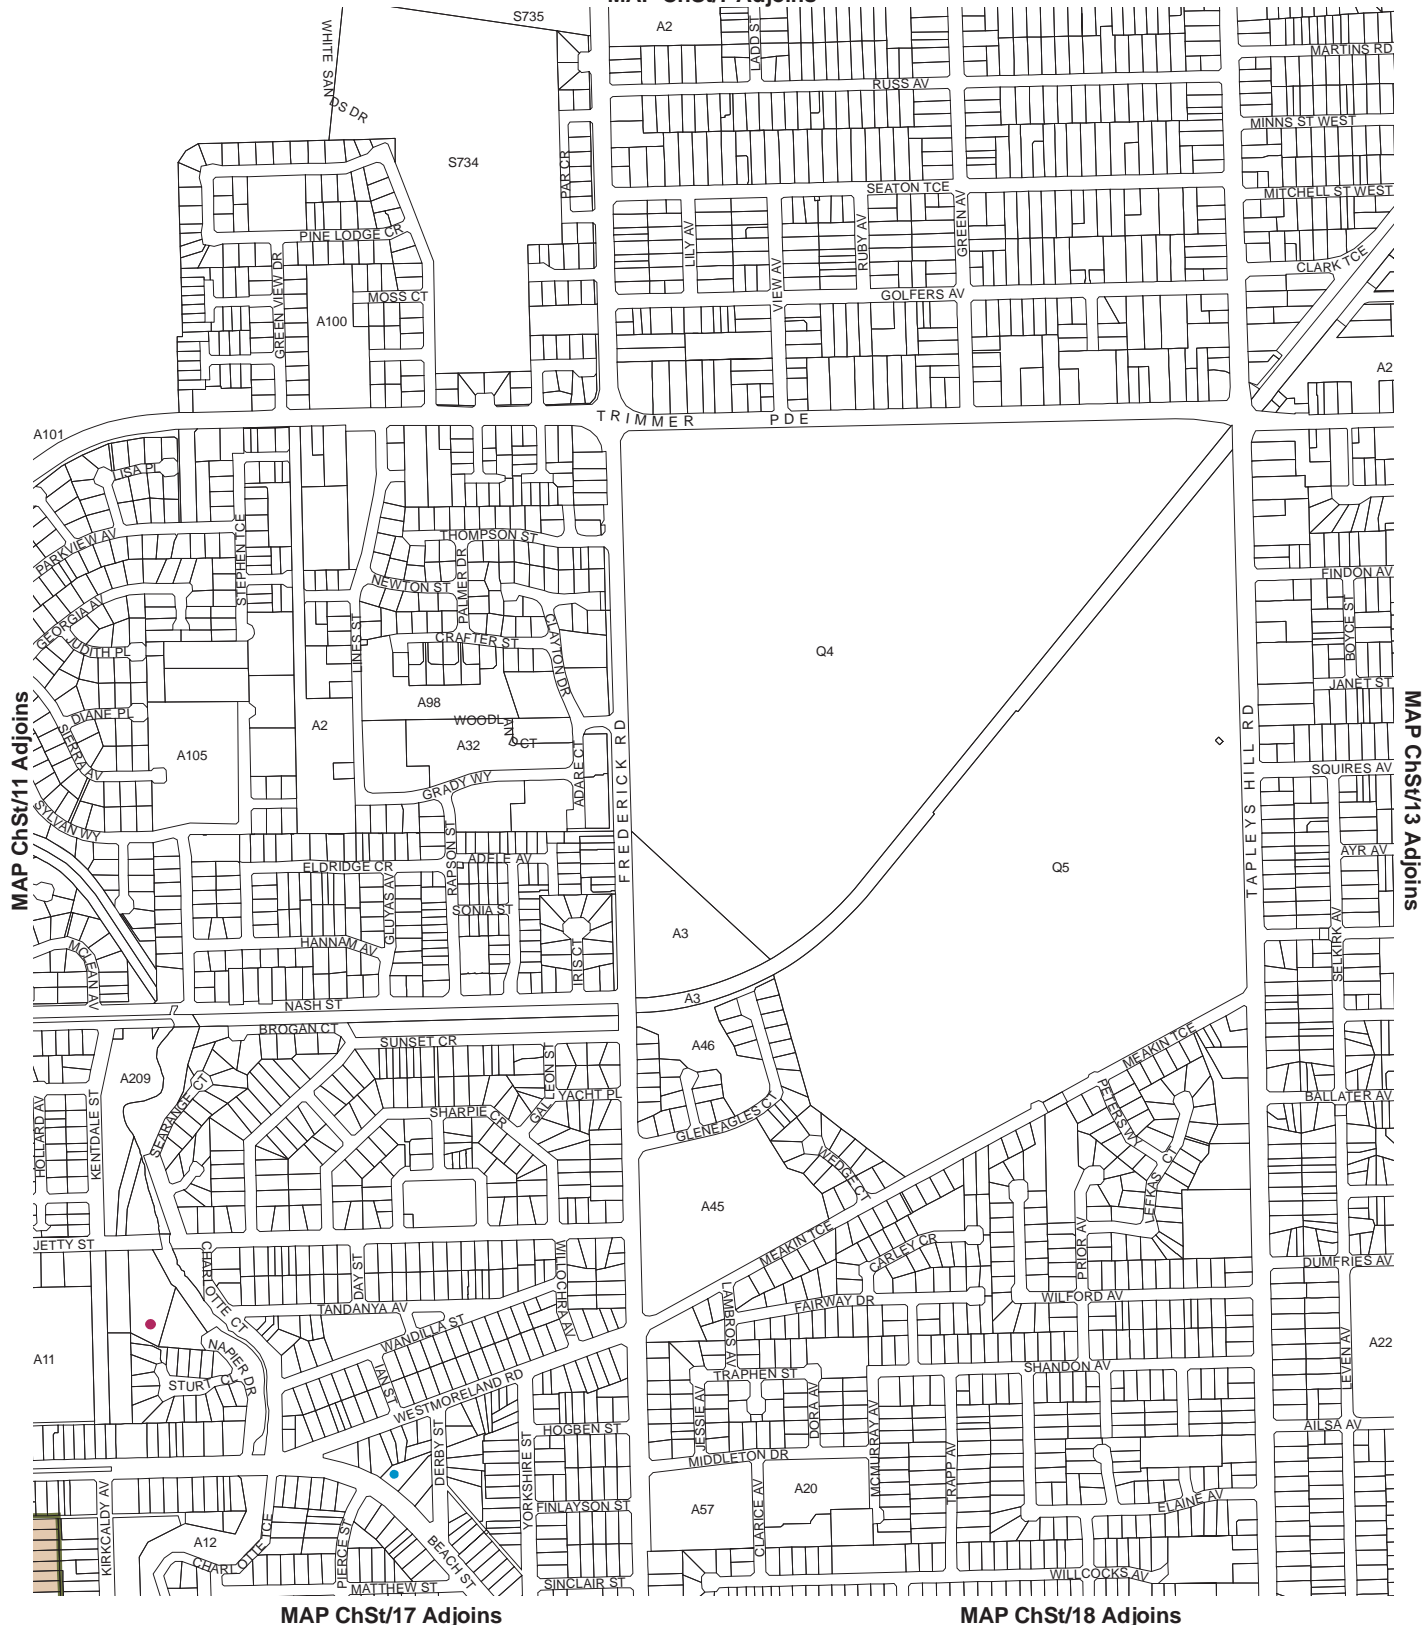 MAP ChSt/7 Adjoins
S735
A2
LADD ST
MARTINS RD
WHITE SANDS DR
RUSS AV
MINNS ST WEST
S734
PAR CR
SEATON TCE
MITCHELL ST WEST
PINE LODGE CR
LILY AV
RUBY AV
GREEN AV
CLARK TCE
GREEN VIEW DR
VIEW AV
MOSS CT
GOLFERS AV
A100
A2
TRIMMER PDE
A101
ISA PL
THOMPSON ST
PARKVIEW AV
STEPHEN TCE
PALMER DR
NEWTON ST
FINDON AV
GEORGIA AV
CLAYTON DR
BOYCE ST
JUDITH PL
LINES ST
CRAFTER ST
Q4
JANET ST
A98
DIANE PL
A2
WOODLAND CT
SIERRA AV
A105
A32
FREDERICK RD
TAPLEYS HILL RD
MAP ChSt/11 Adjoins
MAP ChSt/13 Adjoins
SQUIRES AV
GRADY WY
ADARE CT
SYLVAN WY
RAPSON ST
AYR AV
ELDRIDGE CR
ADELE AV
Q5
GLUYAS AV
SONIA ST
SELKIRK AV
A3
HANNAM AV
IRIS CT
MCLEAN AV
A3
NASH ST
BROGAN CT
SUNSET CR
A46
MEAKIN TCE
A209
GALLEON ST
YACHT PL
BALLATER AV
SEARANGE CT
SHARPIE CR
GLENEAGLES CT
PETERS WY
HOLLARD AV
KENTDALE ST
WEDGE CT
LEFKAS CT
A45
JETTY ST
MEAKIN TCE
CARLEY CR
PRIOR AV
DUMFRIES AV
CHARLOTTE CT
DAY ST
WILLOCHRA AV
TANDANYA AV
LAMBROS AV
FAIRWAY DR
WILFORD AV
WANDILLA ST
NAPIER DR
A11
STURT CT
IAN ST
WESTMORELAND RD
TRAPHEN ST
SHANDON AV
LEVEN AV
A22
JESSIE AV
DORA AV
MCMURRAY AV
HOGBEN ST
AILSA AV
DERBY ST
YORKSHIRE ST
MIDDLETON DR
TRAPP AV
KIRKCALDY AV
FINLAYSON ST
A57
CLARICE AV
A20
ELAINE AV
A12
CHARLOTTE TCE
PIERCE ST
BEACH ST
MATTHEW ST
SINCLAIR ST
WILLCOCKS AV
MAP ChSt/17 Adjoins
MAP ChSt/18 Adjoins